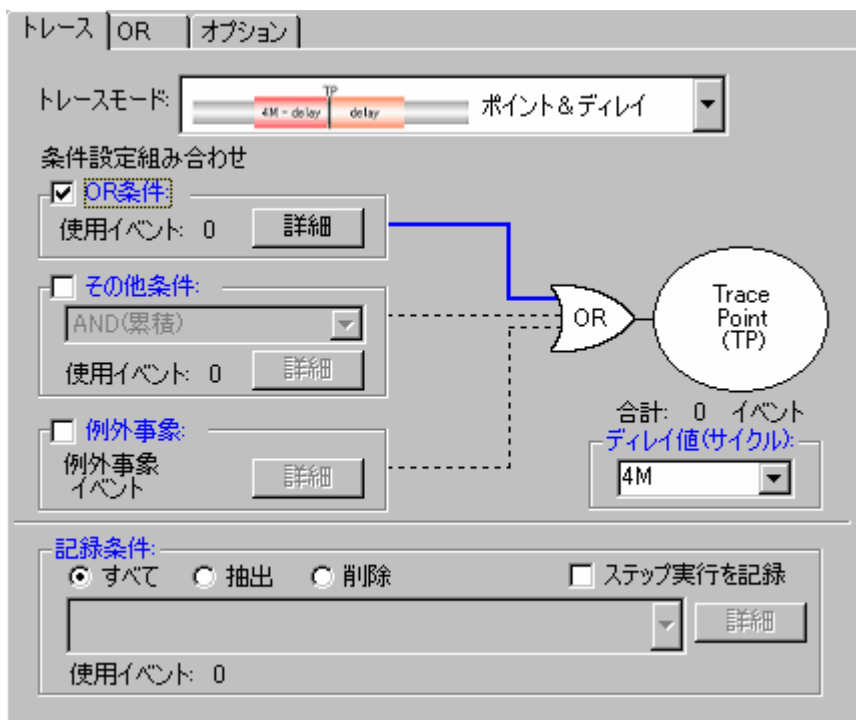 トレース OR オプション
トレースモード: TP 4M - delay delay ポイント&ディレイ
条件設定組み合わせ
OR条件:
使用イベント: 0 詳細
その他条件:
AND(累積)
使用イベント: 0 詳細
例外事象:
例外事象
イベント
詳細
OR
Trace
Point
(TP)
合計: 0 イベント
ディレイ値(サイクル):
4M
記録条件:
すべて 抽出 削除 ステップ実行を記録
詳細
使用イベント: 0